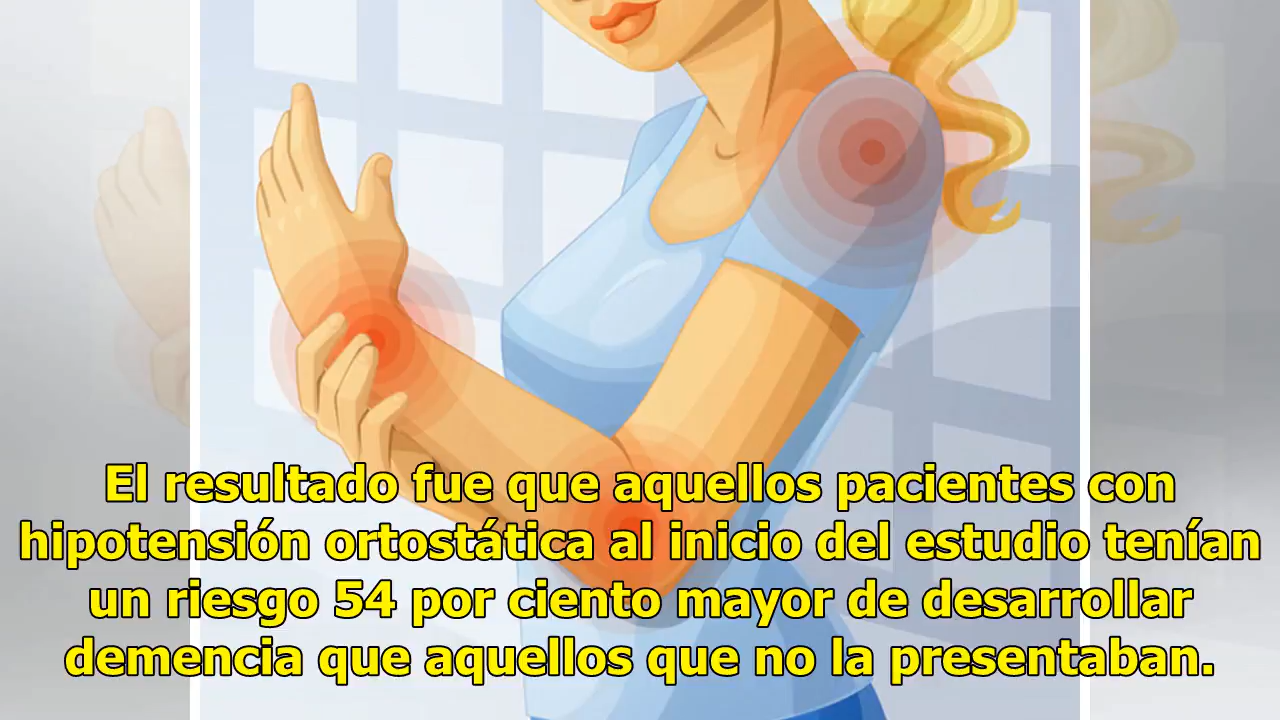 El resultado fue que aquellos pacientes con
hipotensión ortostática al inicio del estudio tenían
un riesgo 54 por ciento mayor de desarrollar
demencia que aquellos que no la presentaban.